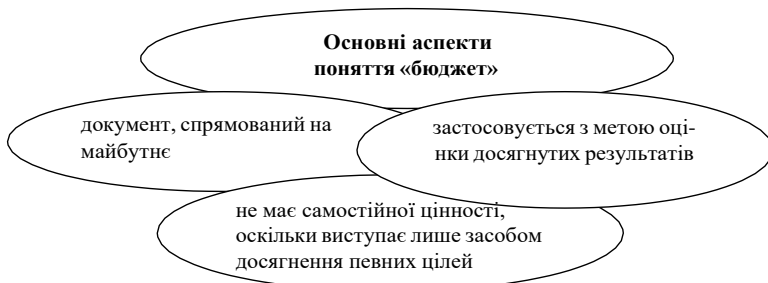 Основні аспекти
поняття «бюджет»
документ, спрямований на
майбутнє
застосовується з метою оці-
нки досягнутих результатів
не має самостійної цінності,
оскільки виступає лише засобом
досягнення певних цілей